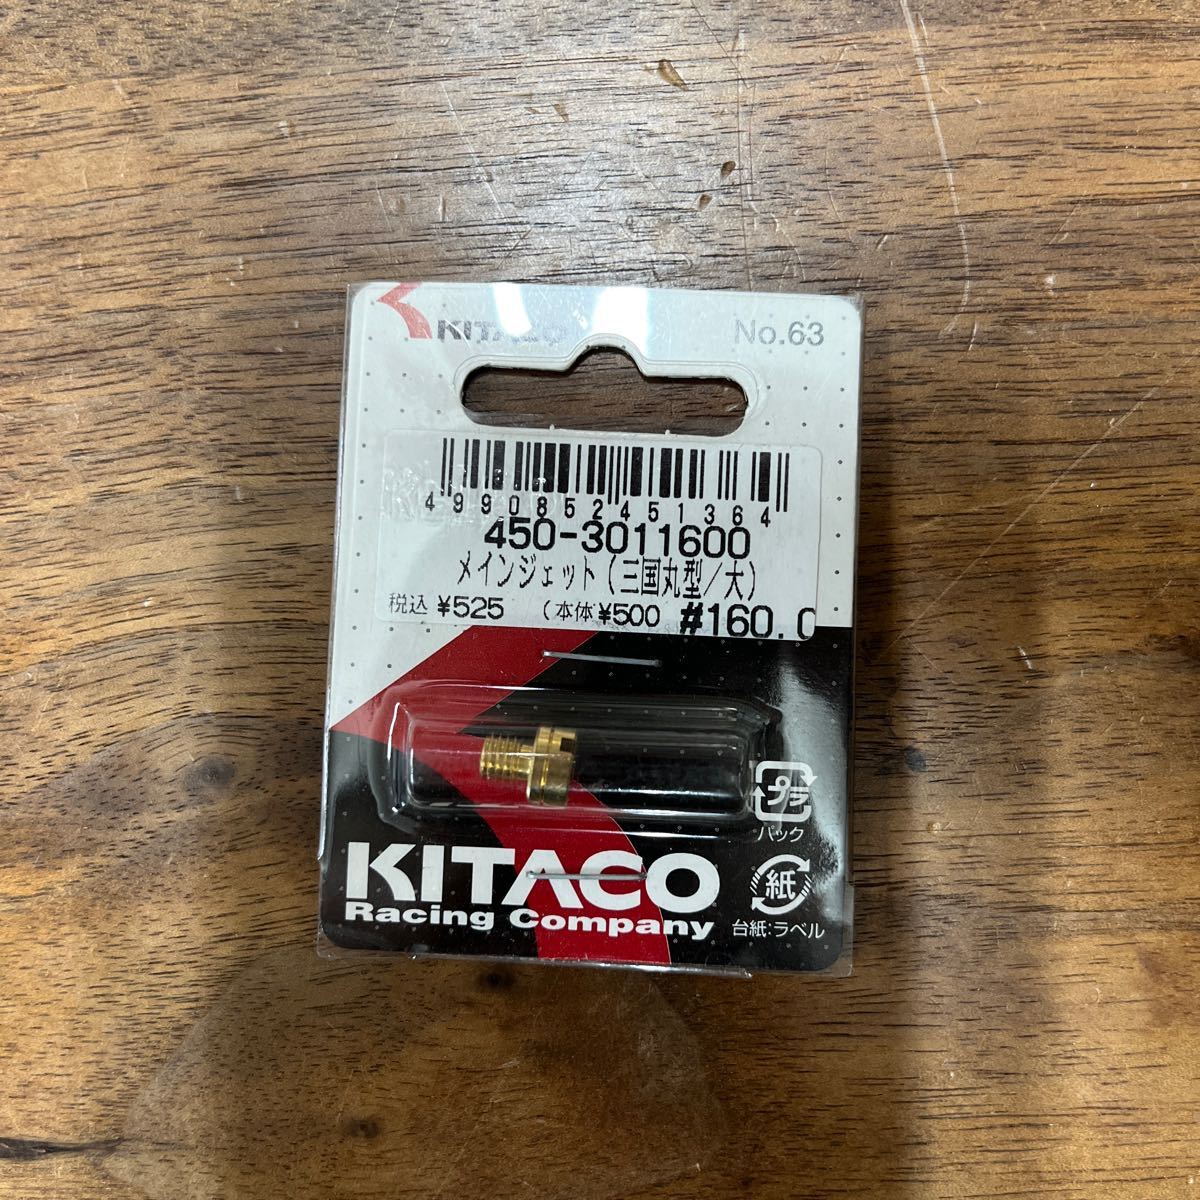 KITACO
No.63
4990852451364
450-3011600
メインジェット(三国丸型/大)
税込 ¥525 (本体 ¥500 #160.0
プラ
パック
KITACO
Racing Company
紙
台紙:ラベル